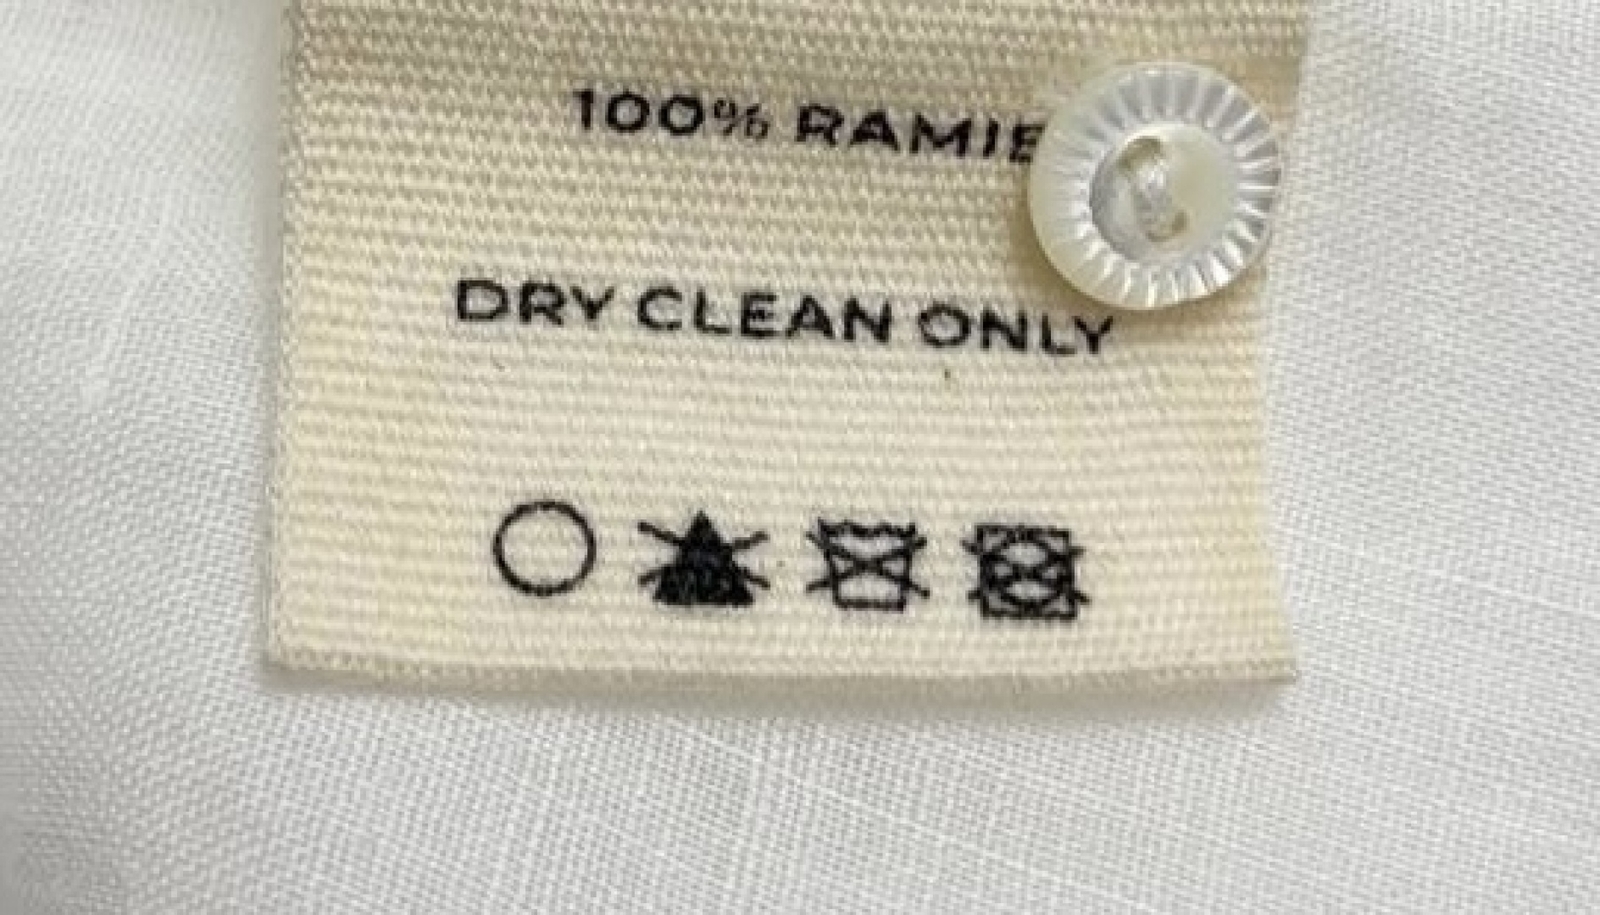 100% RAMIE
DRY CLEAN ONLY